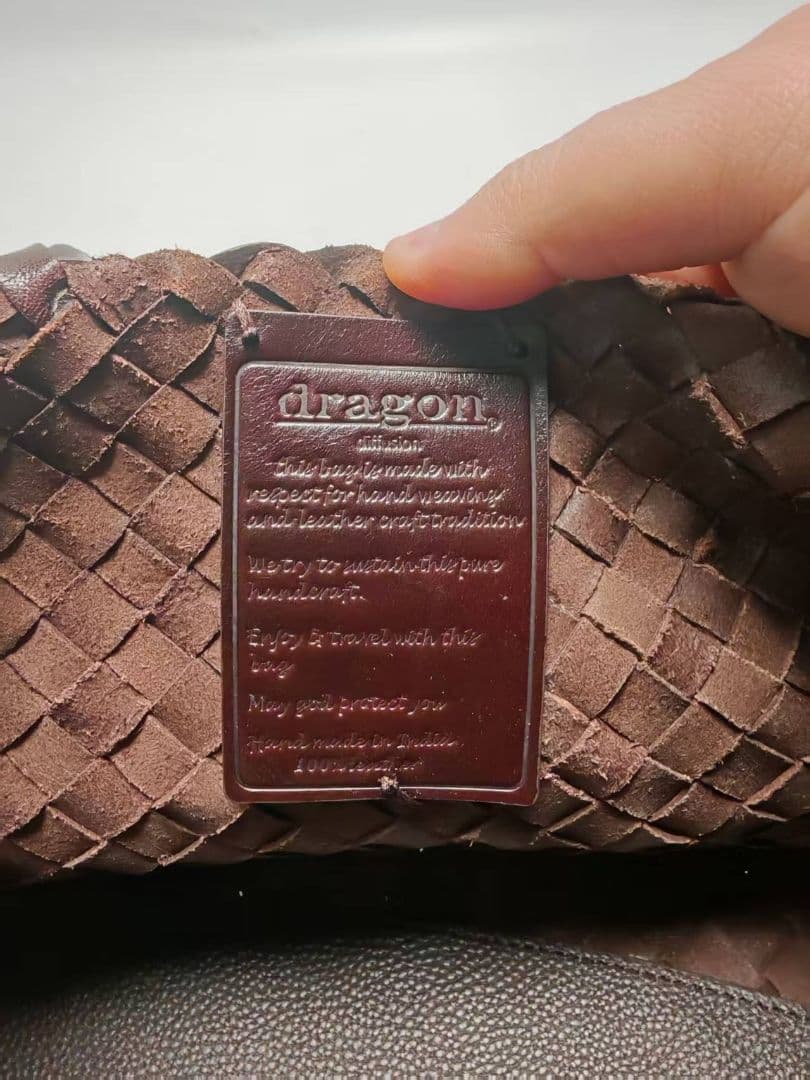 dragon®
diffusion
this bag is made with
respect for hand weaving
and leather craft tradition
We try to sustain this pure
handcraft.
Enjoy & travel with this
bag
May god protect you
Hand made in India.
100% leather